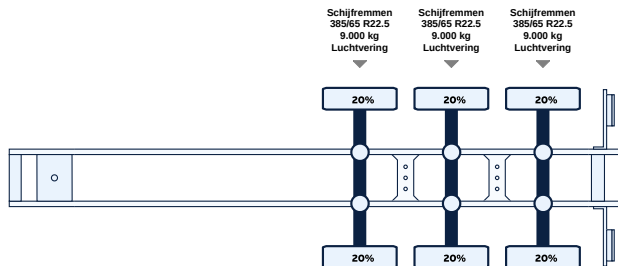 Schijfremmen Schijfremmen Schijfremmen
385/65 R22.5 385/65 R22.5 385/65 R22.5
9.000 kg 9.000 kg 9.000 kg
Luchtvering Luchtvering Luchtvering
20% 20% 20%
20% 20% 20%